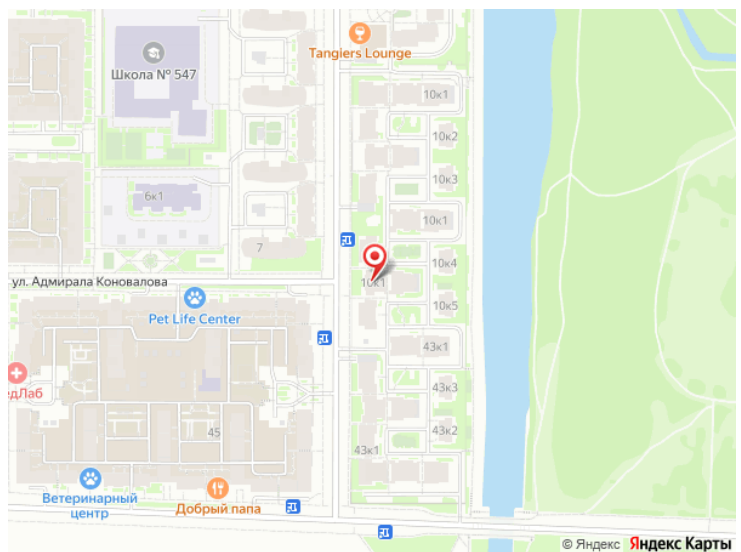 Tangiers Lounge
Школа № 547
10к1
10к2
10к3
6к1
10к1
7
10к4
ул. Адмирала Коновалова
10к1
Pet Life Center
10к5
43к1
едЛаб
43к3
45
43к2
43к1
Ветеринарный
центр
Добрый папа
© Яндекс Яндекс Карты